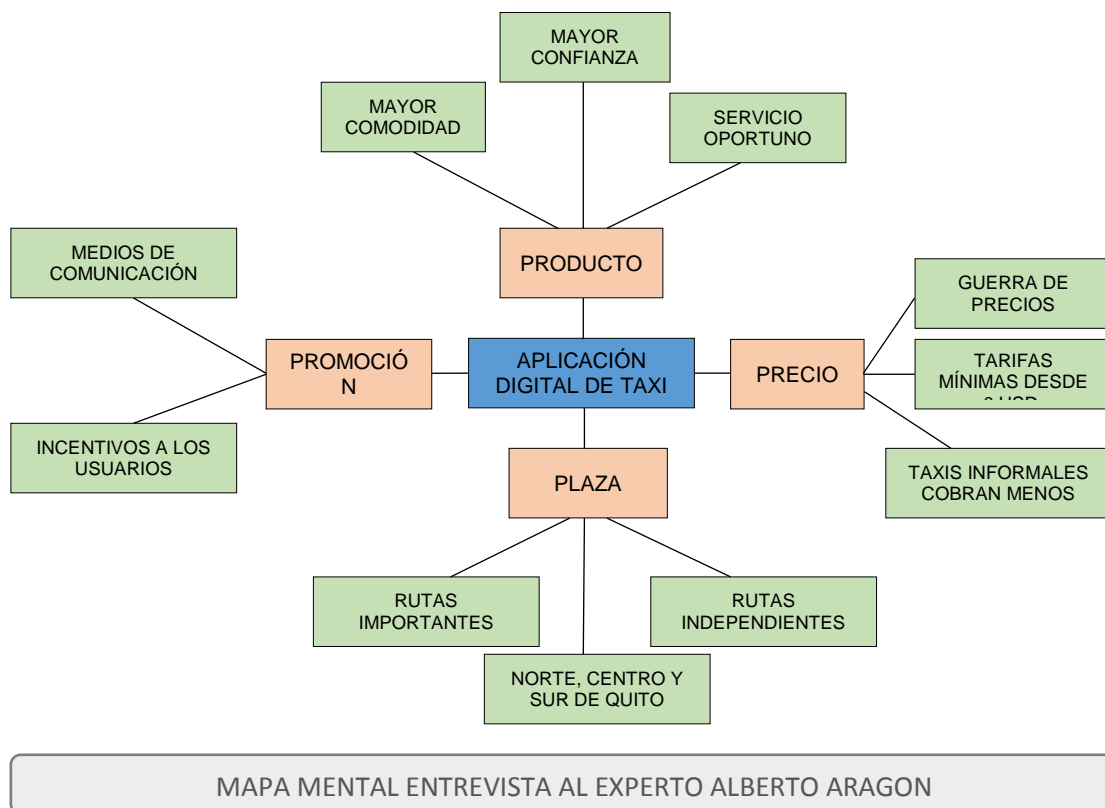 MAYOR
CONFIANZA
MAYOR
COMODIDAD
SERVICIO
OPORTUNO
MEDIOS DE
COMUNICACIÓN
PRODUCTO
GUERRA DE
PRECIOS
PROMOCIÓ
N
APLICACIÓN
DIGITAL DE TAXI
PRECIO
TARIFAS
MÍNIMAS DESDE
USD
INCENTIVOS A LOS
USUARIOS
PLAZA
TAXIS INFORMALES
COBRAN MENOS
RUTAS
IMPORTANTES
RUTAS
INDEPENDIENTES
NORTE, CENTRO Y
SUR DE QUITO
MAPA MENTAL ENTREVISTA AL EXPERTO ALBERTO ARAGON